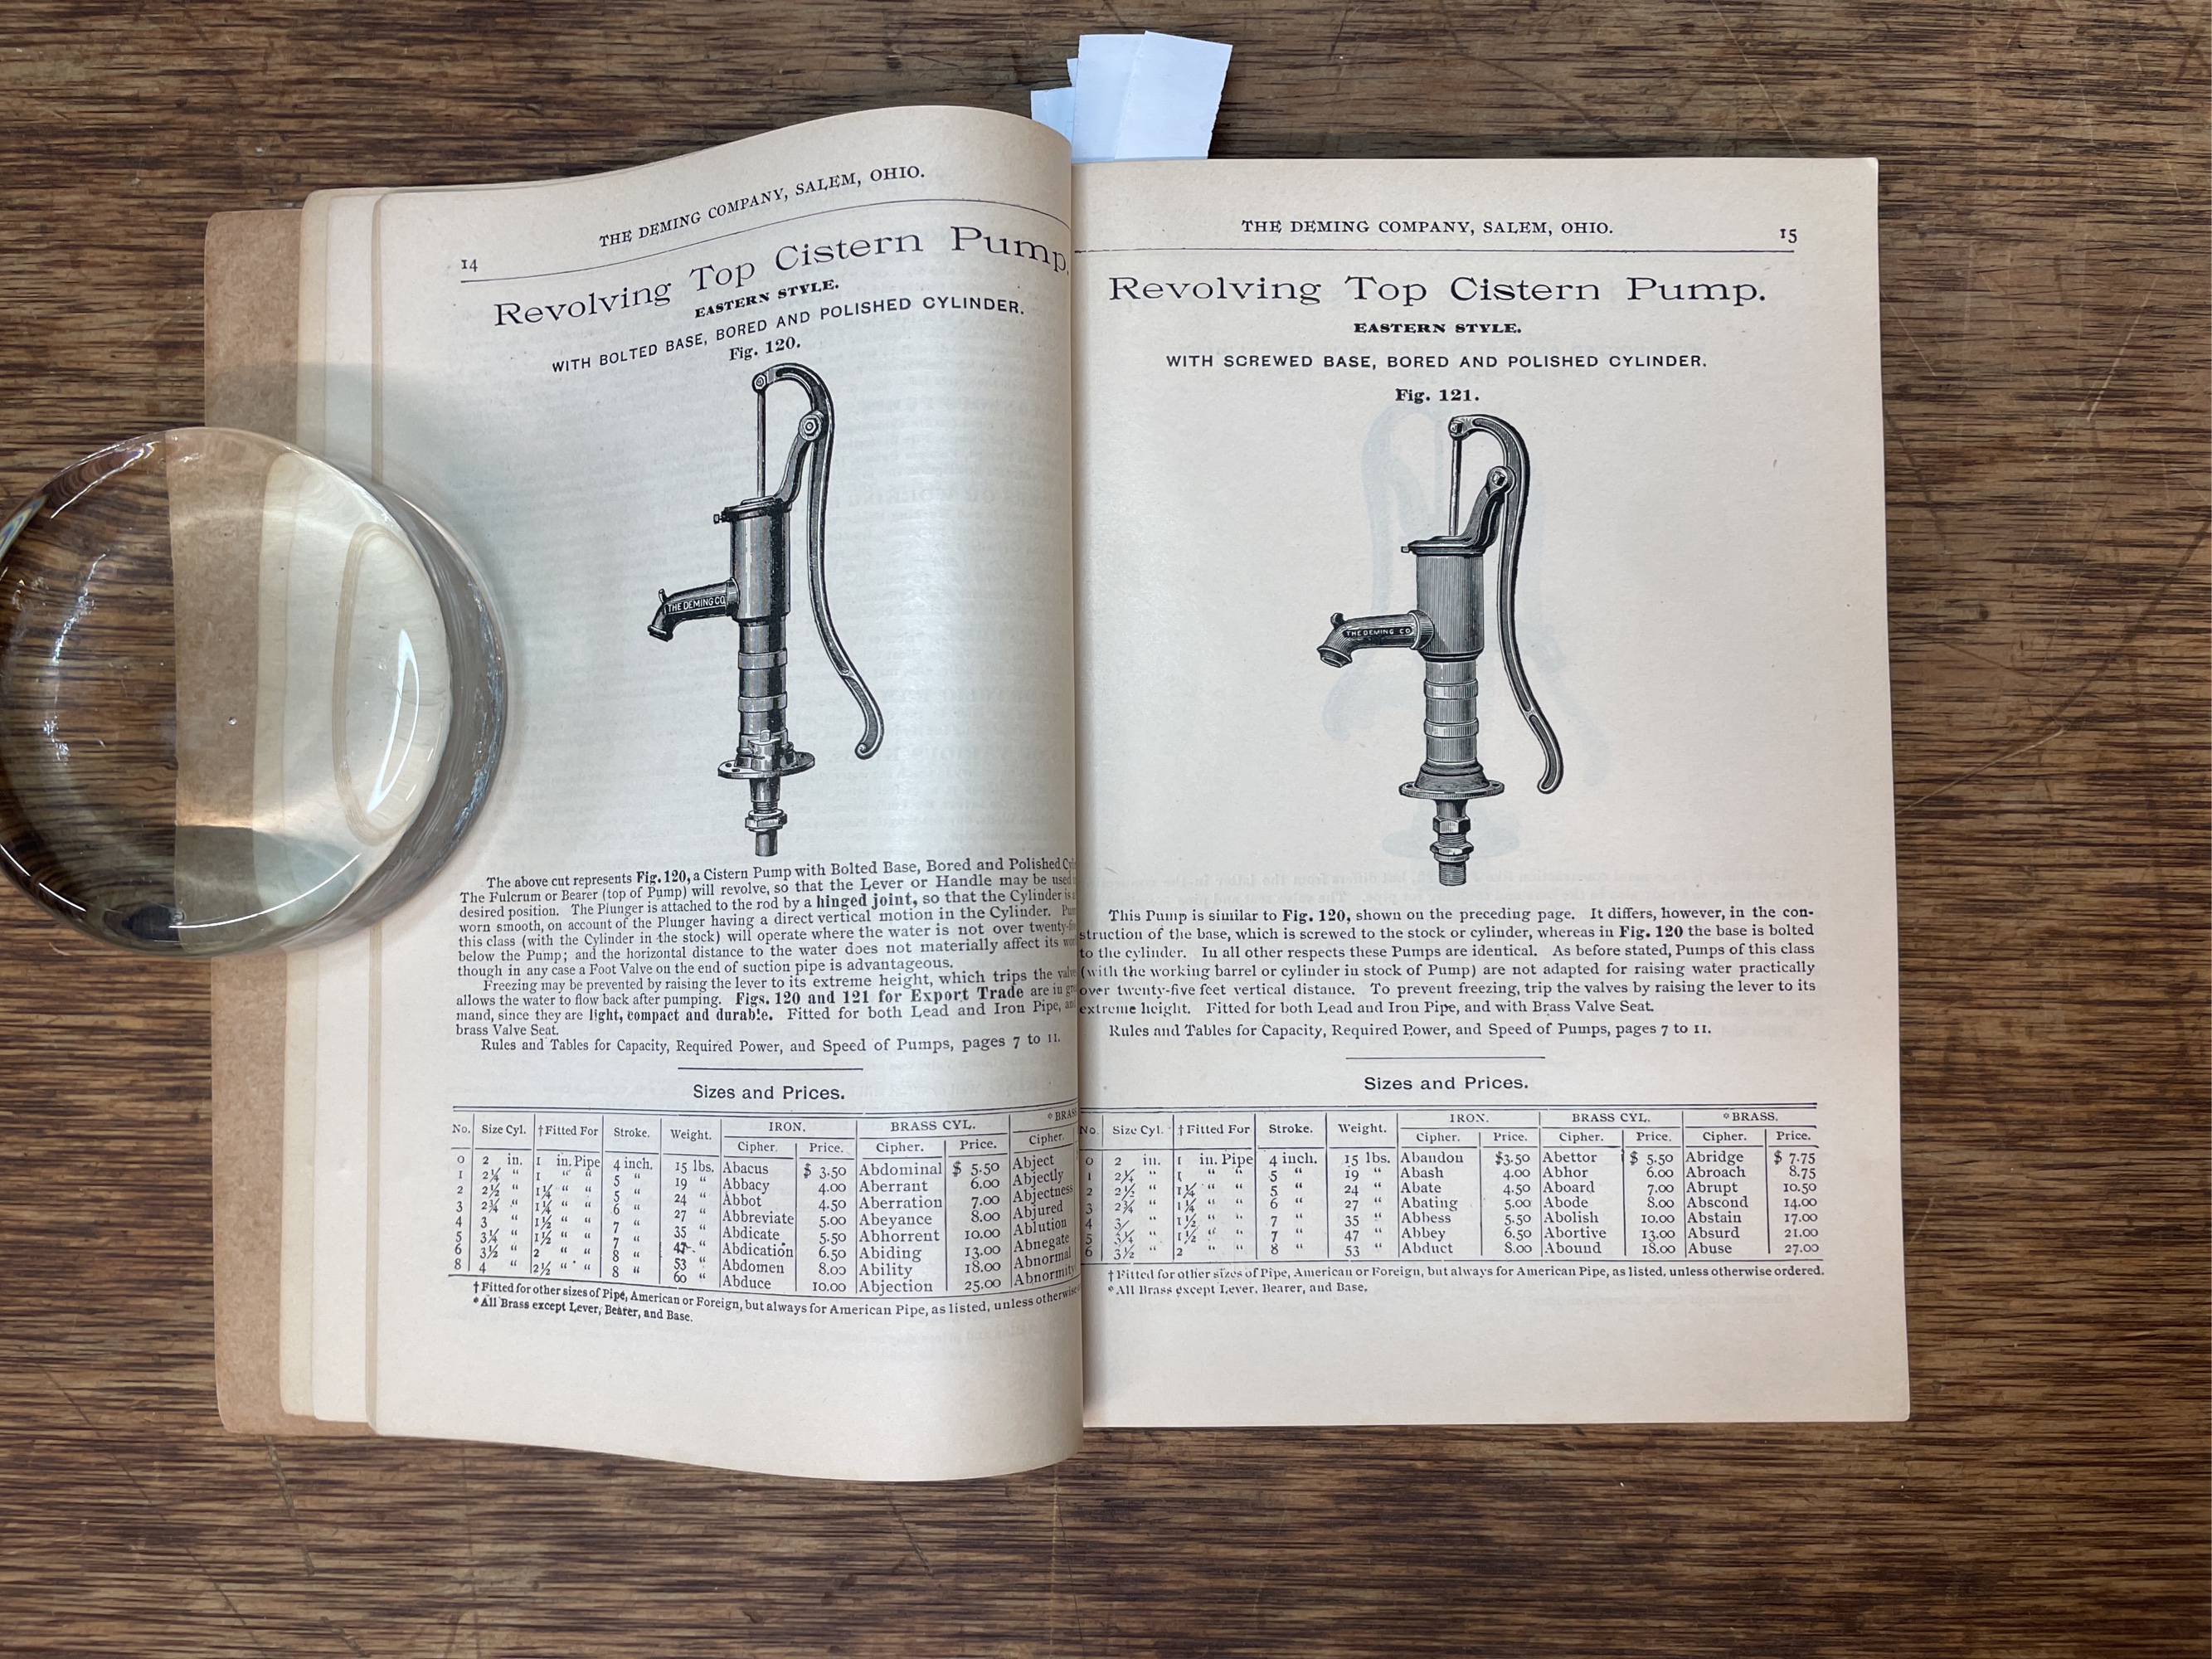 THE DEMING COMPANY, SALEM, OHIO.
14
Revolving Top Cistern Pump.
EASTERN STYLE.
WITH BOLTED BASE, BORED AND POLISHED CYLINDER.
Fig. 120.
THE DEMING CO.
The above cut represents Fig. 120, a Cistern Pump with Bolted Base, Bored and Polished
The Fulcrum or Bearer (top of Pump) will revolve, so that the Lever or Handle may be used
desired position. The Plunger is attached to the rod by a hinged joint, so that the Cylinder is
worn smooth, on account of the Plunger having a direct vertical motion in the Cylinder.
this class (with the Cylinder in the stock) will operate where the water is not over
below the Pump; and the horizontal distance to the water does not materially affect its
though in any case a Foot Valve on the end of suction pipe is advantageous.
Freezing may be prevented by raising the lever to its extreme height, which trips the
allows the water to flow back after pumping. Figs. 120 and 121 for Export Trade are in
mand, since they are light, compact and durable. Fitted for both Lead and Iron Pipe,
brass Valve Seat.
Rules and Tables for Capacity, Required Power, and Speed of Pumps, pages 7 to 11.
Sizes and Prices.
No. Size Cyl. †Fitted For Stroke. Weight. IRON. BRASS CYL. *BRASS
Cipher. Price. Cipher. Price. Cipher.
0 2 in. 1 in. Pipe 4 inch. 15 lbs. Abacus $ 3.50 Abdominal $ 5.50 Abject
1 2¼ “ 1 “ “ 5 “ 19 “ Abbacy 4.00 Aberrant 6.00 Abjectly
2 2½ “ 1¼ “ “ 5 “ 24 “ Abbot 4.50 Aberration 7.00 Abjectness
3 2¾ “ 1¼ “ “ 6 “ 27 “ Abbreviate 5.00 Abeyance 8.00 Abjured
4 3 “ 1½ “ “ 7 “ 35 “ Abdicate 5.50 Abhorrent 10.00 Ablution
5 3¼ “ 1½ “ “ 7 “ 47 “ Abdication 6.50 Abiding 13.00 Abnegate
6 3½ “ 2 “ “ 8 “ 53 “ Abdomen 8.00 Ability 18.00 Abnormal
8 4 “ 2½ “ “ 8 “ 60 “ Abduce 10.00 Abjection 25.00 Abnormity
†Fitted for other sizes of Pipe, American or Foreign, but always for American Pipe, as listed, unless otherwise
*All Brass except Lever, Bearer, and Base.
THE DEMING COMPANY, SALEM, OHIO.
15
Revolving Top Cistern Pump.
EASTERN STYLE.
WITH SCREWED BASE, BORED AND POLISHED CYLINDER.
Fig. 121.
THE DEMING CO
This Pump is similar to Fig. 120, shown on the preceding page. It differs, however, in the con-
struction of the base, which is screwed to the stock or cylinder, whereas in Fig. 120 the base is bolted
to the cylinder. In all other respects these Pumps are identical. As before stated, Pumps of this class
(with the working barrel or cylinder in stock of Pump) are not adapted for raising water practically
over twenty-five feet vertical distance. To prevent freezing, trip the valves by raising the lever to its
extreme height. Fitted for both Lead and Iron Pipe, and with Brass Valve Seat.
Rules and Tables for Capacity, Required Power, and Speed of Pumps, pages 7 to 11.
Sizes and Prices.
No. Size Cyl. †Fitted For Stroke. Weight. IRON. BRASS CYL. *BRASS.
Cipher. Price. Cipher. Price. Cipher. Price.
0 2 in. 1 in. Pipe 4 inch. 15 lbs. Abandon $3.50 Abettor $ 5.50 Abridge $ 7.75
1 2¼ “ 1 “ “ 5 “ 19 “ Abash 4.00 Abhor 6.00 Abroach 8.75
2 2½ “ 1¼ “ “ 5 “ 24 “ Abate 4.50 Aboard 7.00 Abrupt 10.50
3 2¾ “ 1¼ “ “ 6 “ 27 “ Abating 5.00 Abode 8.00 Abscond 14.00
4 3 “ 1½ “ “ 7 “ 35 “ Abbess 5.50 Abolish 10.00 Abstain 17.00
5 3¼ “ 1½ “ “ 7 “ 47 “ Abbey 6.50 Abortive 13.00 Absurd 21.00
6 3½ “ 2 “ “ 8 “ 53 “ Abduct 8.00 Abound 18.00 Abuse 27.00
†Fitted for other sizes of Pipe, American or Foreign, but always for American Pipe, as listed, unless otherwise ordered.
*All Brass except Lever, Bearer, and Base.